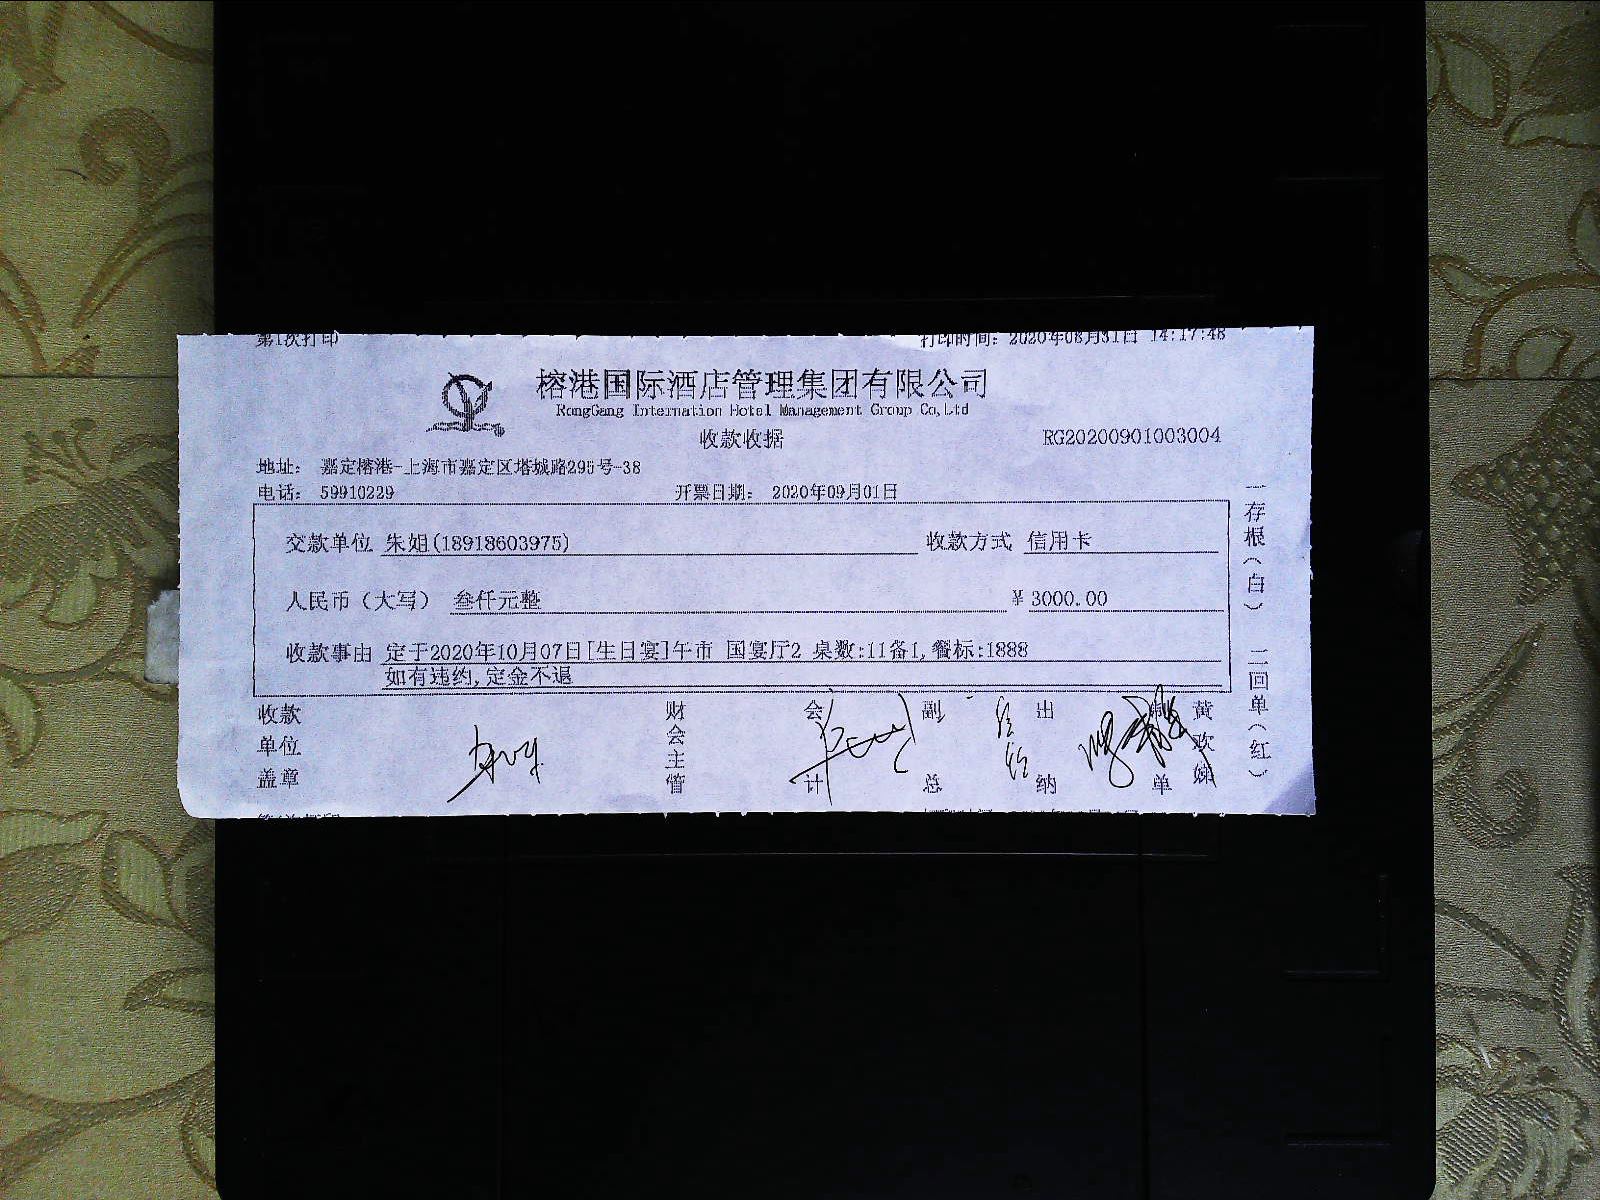 第1次打印 打印时间：2020年08月31日 14:17:48
榕港国际酒店管理集团有限公司
RongGang Internation Hotel Management Group Co,Ltd
收款收据 RG20200901003004
地址： 嘉定榕港-上海市嘉定区塔城路295号-38
电话： 59910229 开票日期： 2020年09月01日
交款单位 朱姐(18918603975) 收款方式 信用卡
人民币（大写） 叁仟元整 ¥ 3000.00
收款事由 定于2020年10月07日[生日宴]午市 国宴厅2 桌数:11备1,餐标:1888
如有违约,定金不退
收款单位盖章 财会主管 会计 副总 出纳 制单 黄欢娣
一存根（白） 二回单（红）